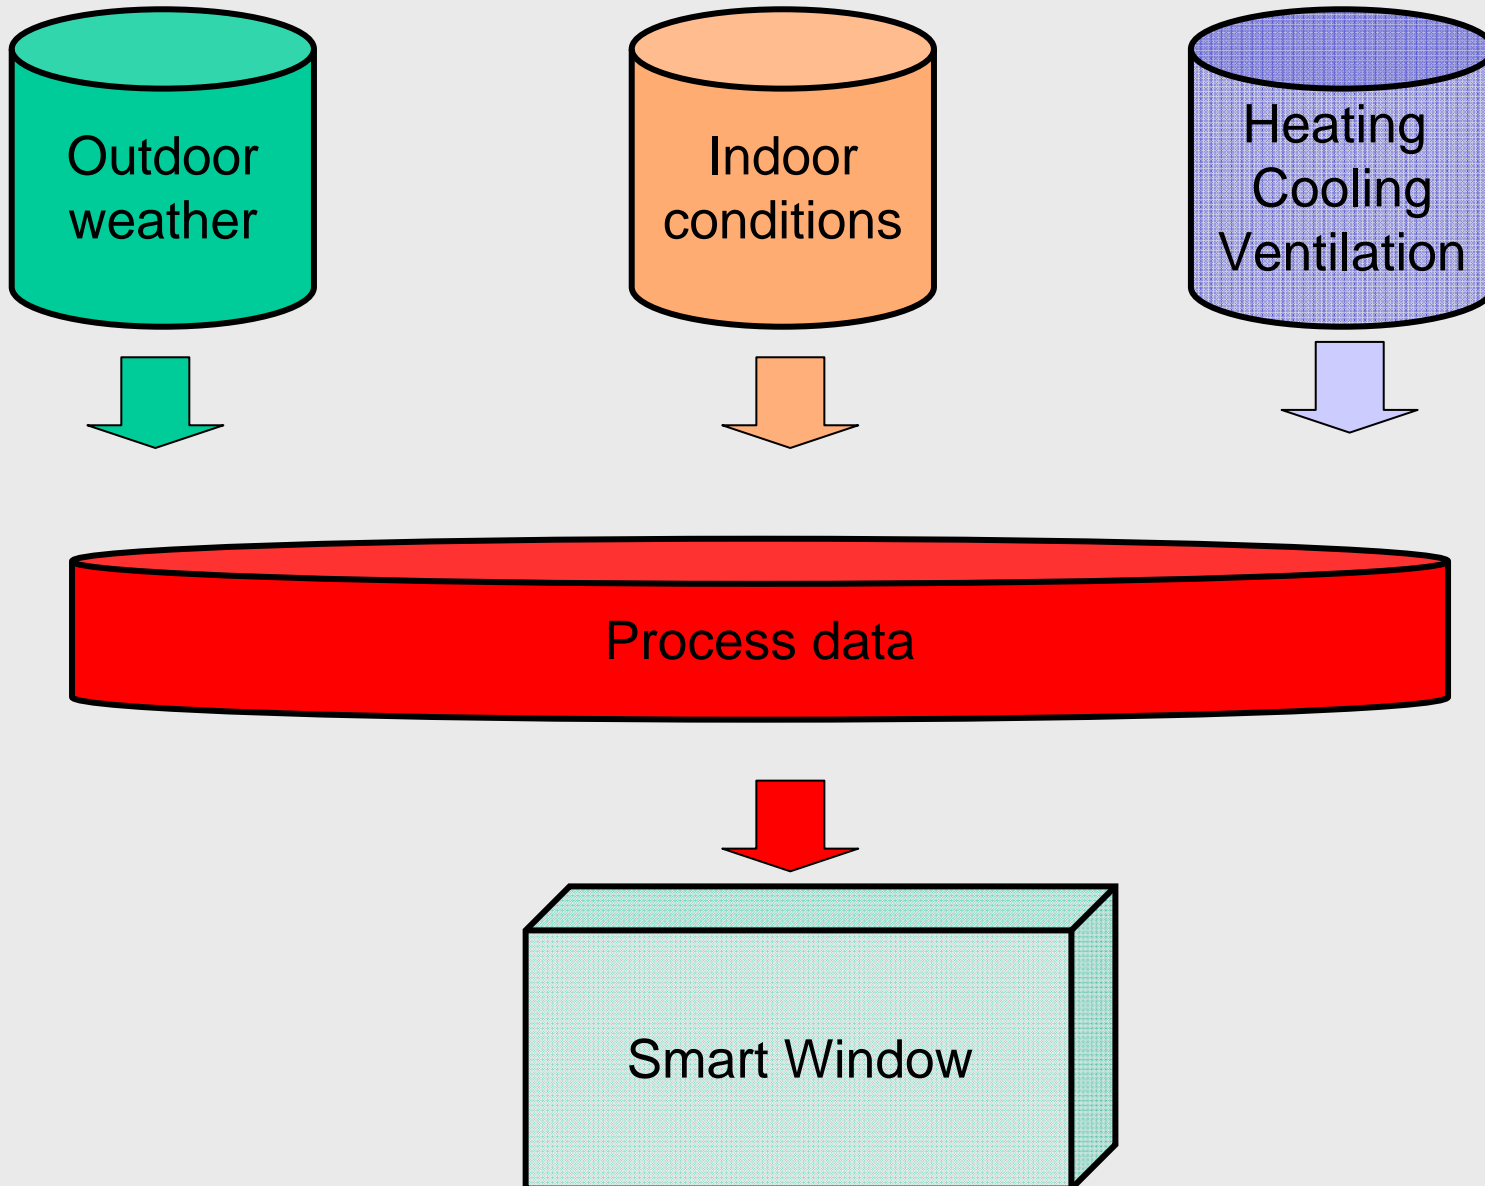 Outdoor
weather
Indoor
conditions
Heating
Cooling
Ventilation
Process data
Smart Window